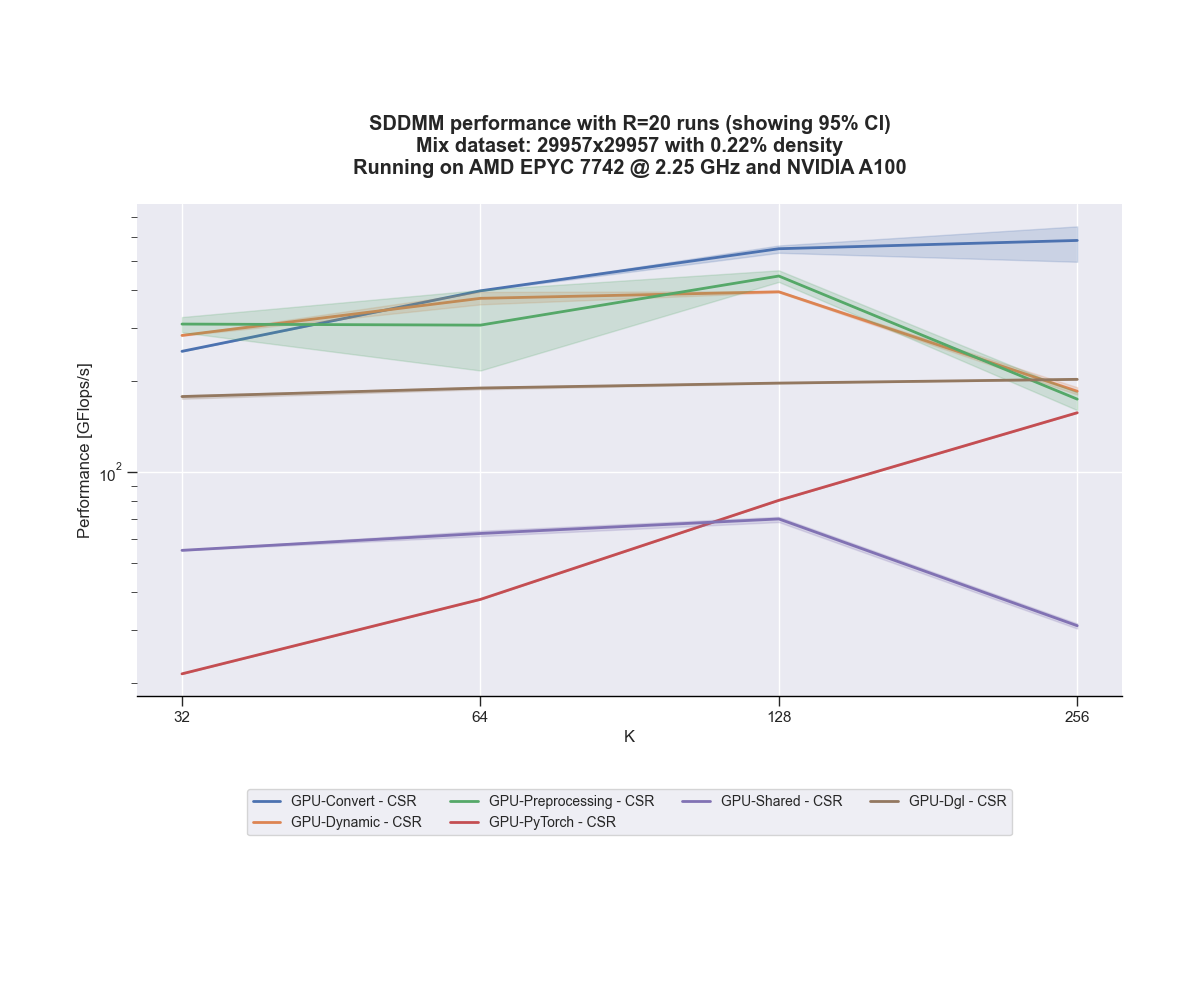 SDDMM performance with R=20 runs (showing 95% CI)
Mix dataset: 29957x29957 with 0.22% density
Running on AMD EPYC 7742 @ 2.25 GHz and NVIDIA A100
Performance [GFlops/s]
10^2
32 64 128 256
K
GPU-Convert - CSR GPU-Preprocessing - CSR GPU-Shared - CSR GPU-Dgl - CSR
GPU-Dynamic - CSR GPU-PyTorch - CSR